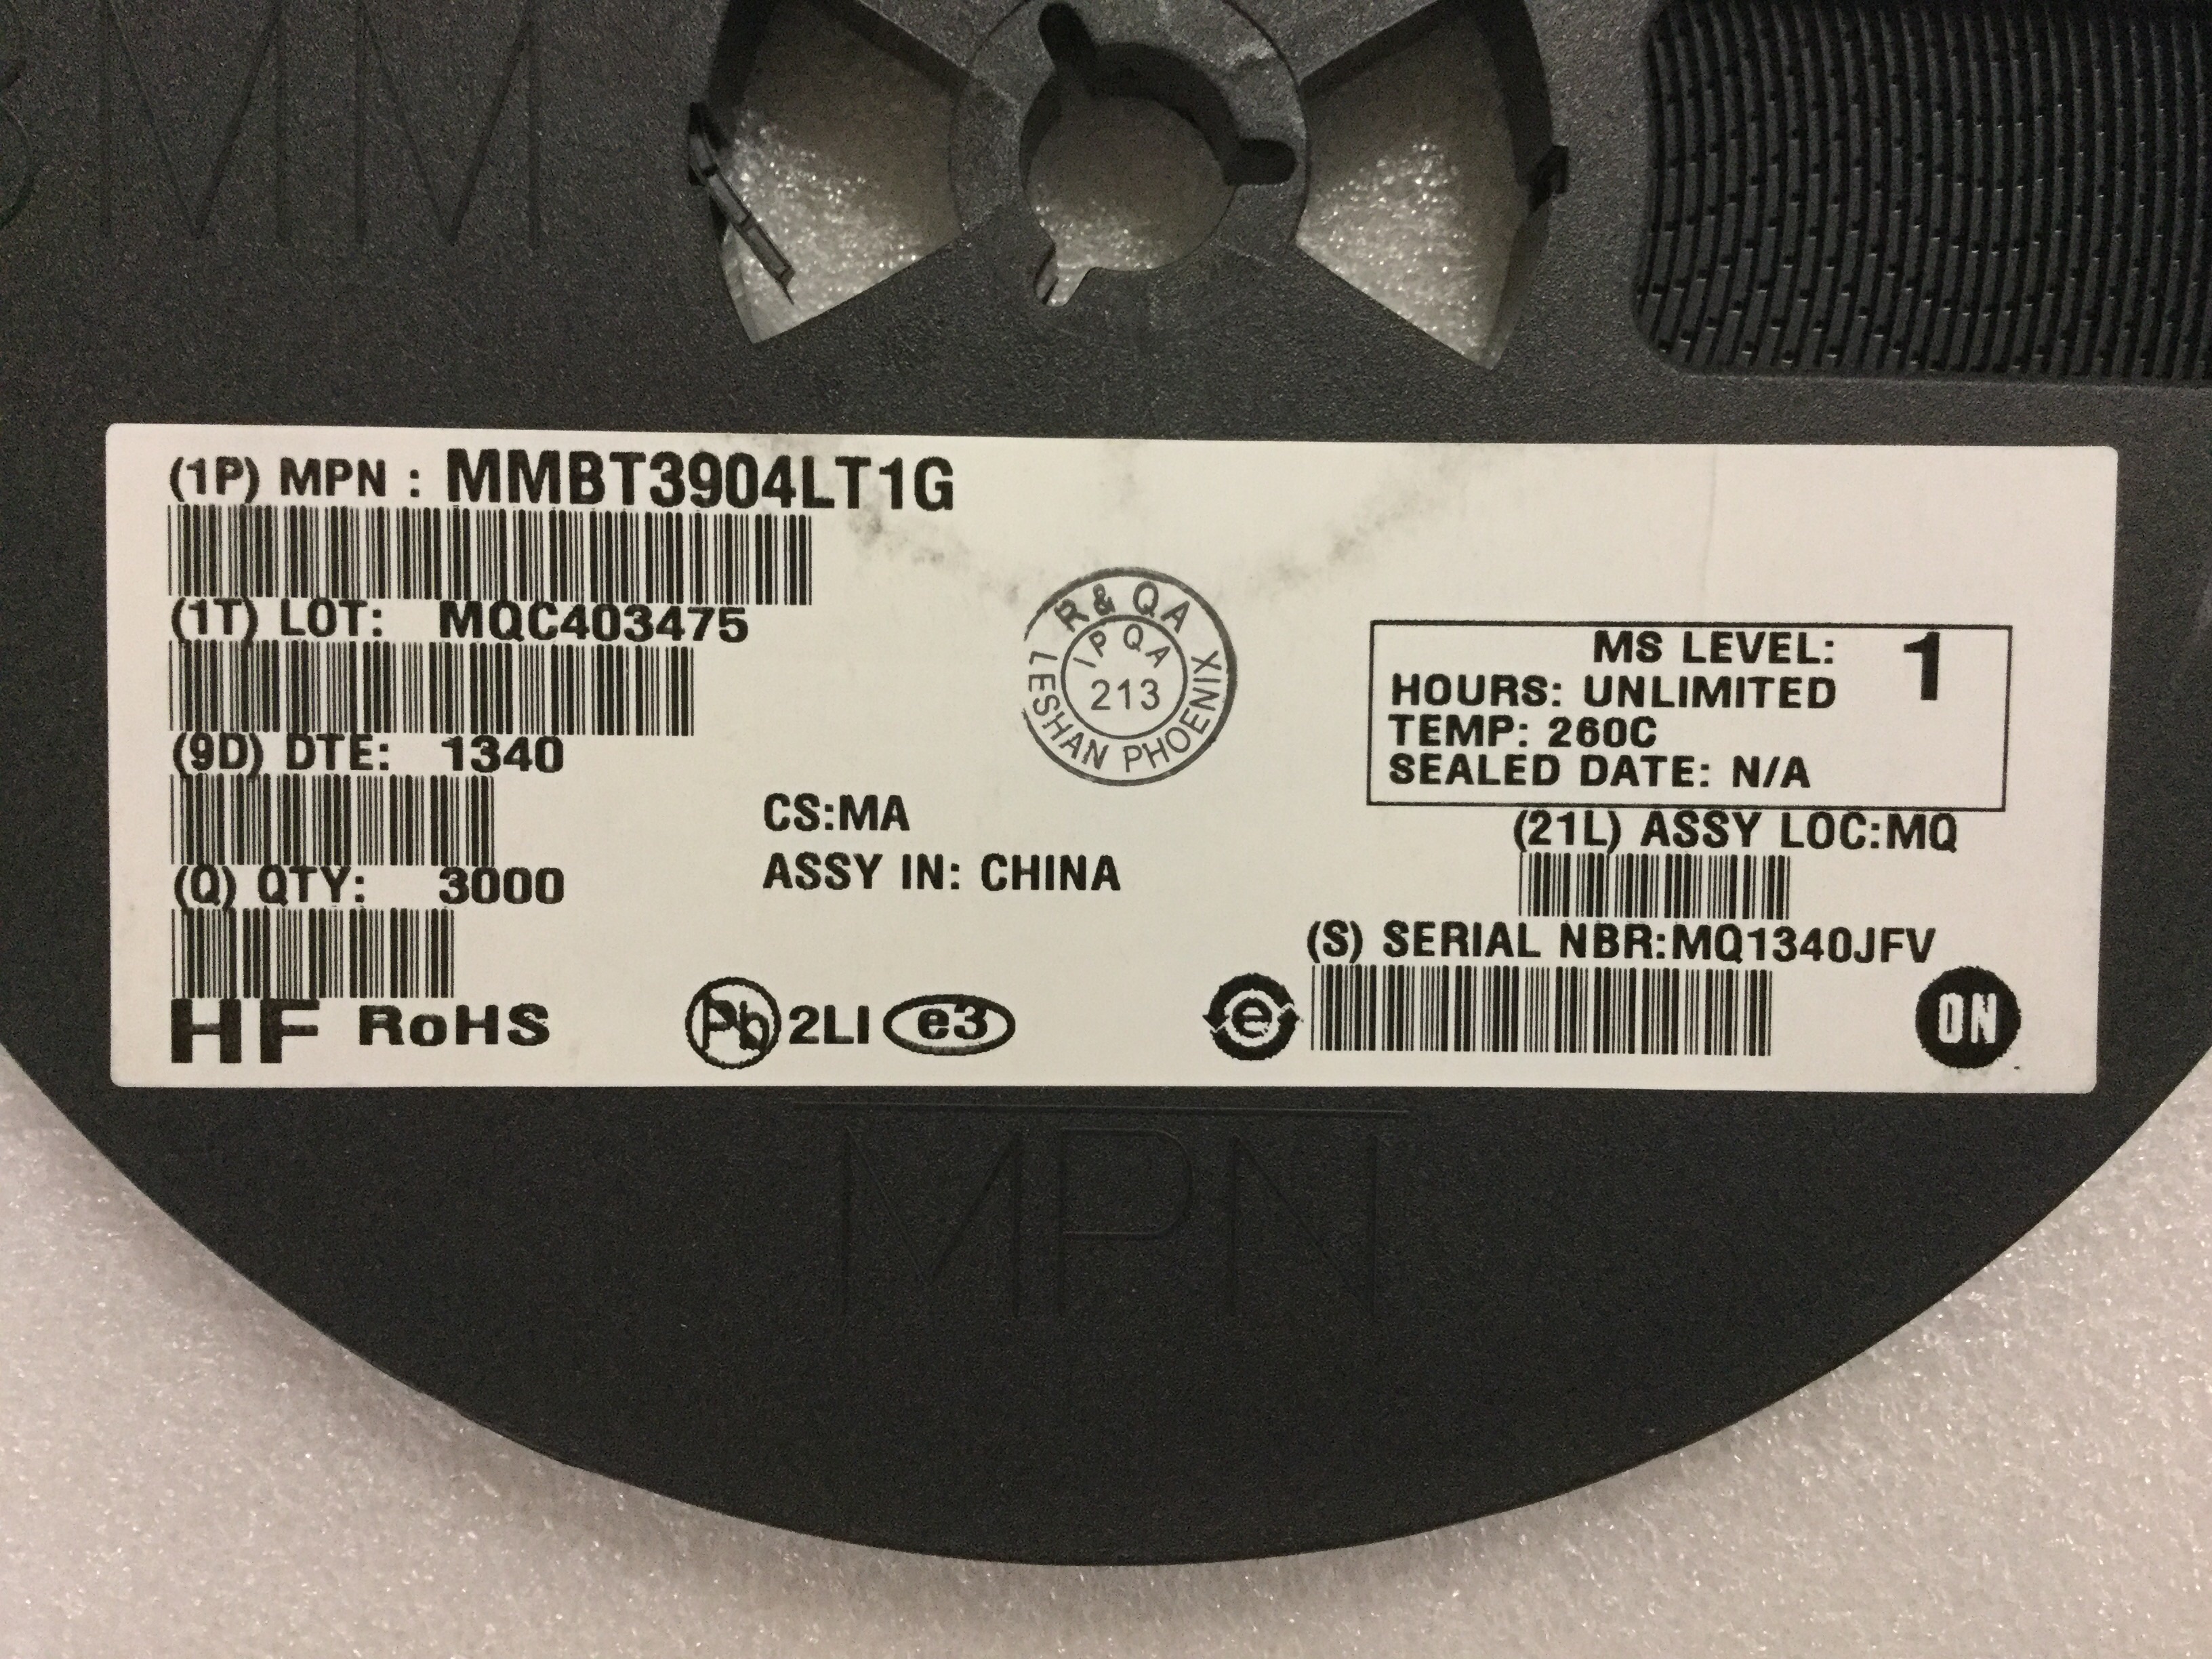 8MM
(1P) MPN : MMBT3904LT1G
(1T) LOT: MQC403475
(9D) DTE: 1340
(Q) QTY: 3000
HF RoHS
Pb 2LI e3
CS:MA
ASSY IN: CHINA
R & QA
IPQA
213
LESHAN PHOENIX
MS LEVEL: 1
HOURS: UNLIMITED
TEMP: 260C
SEALED DATE: N/A
(21L) ASSY LOC:MQ
(S) SERIAL NBR:MQ1340JFV
e
ON
MPN